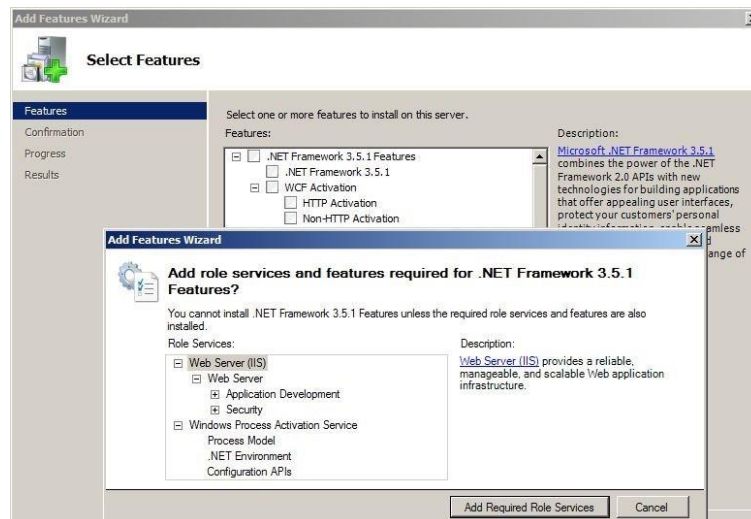 Add Features Wizard
Select Features
Features
Confirmation
Progress
Results
Select one or more features to install on this server.
Features:
.NET Framework 3.5.1 Features
.NET Framework 3.5.1
WCF Activation
HTTP Activation
Non-HTTP Activation
Description:
Microsoft .NET Framework 3.5.1
combines the power of the .NET
Framework 2.0 APIs with new
technologies for building applications
that offer appealing user interfaces,
protect your customers' personal
ange of
Add Features Wizard
Add role services and features required for .NET Framework 3.5.1
Features?
You cannot install .NET Framework 3.5.1 Features unless the required role services and features are also
installed.
Role Services:
Web Server (IIS)
Web Server
Application Development
Security
Windows Process Activation Service
Process Model
.NET Environment
Configuration APIs
Description:
Web Server (IIS) provides a reliable,
manageable, and scalable Web application
infrastructure.
Add Required Role Services
Cancel